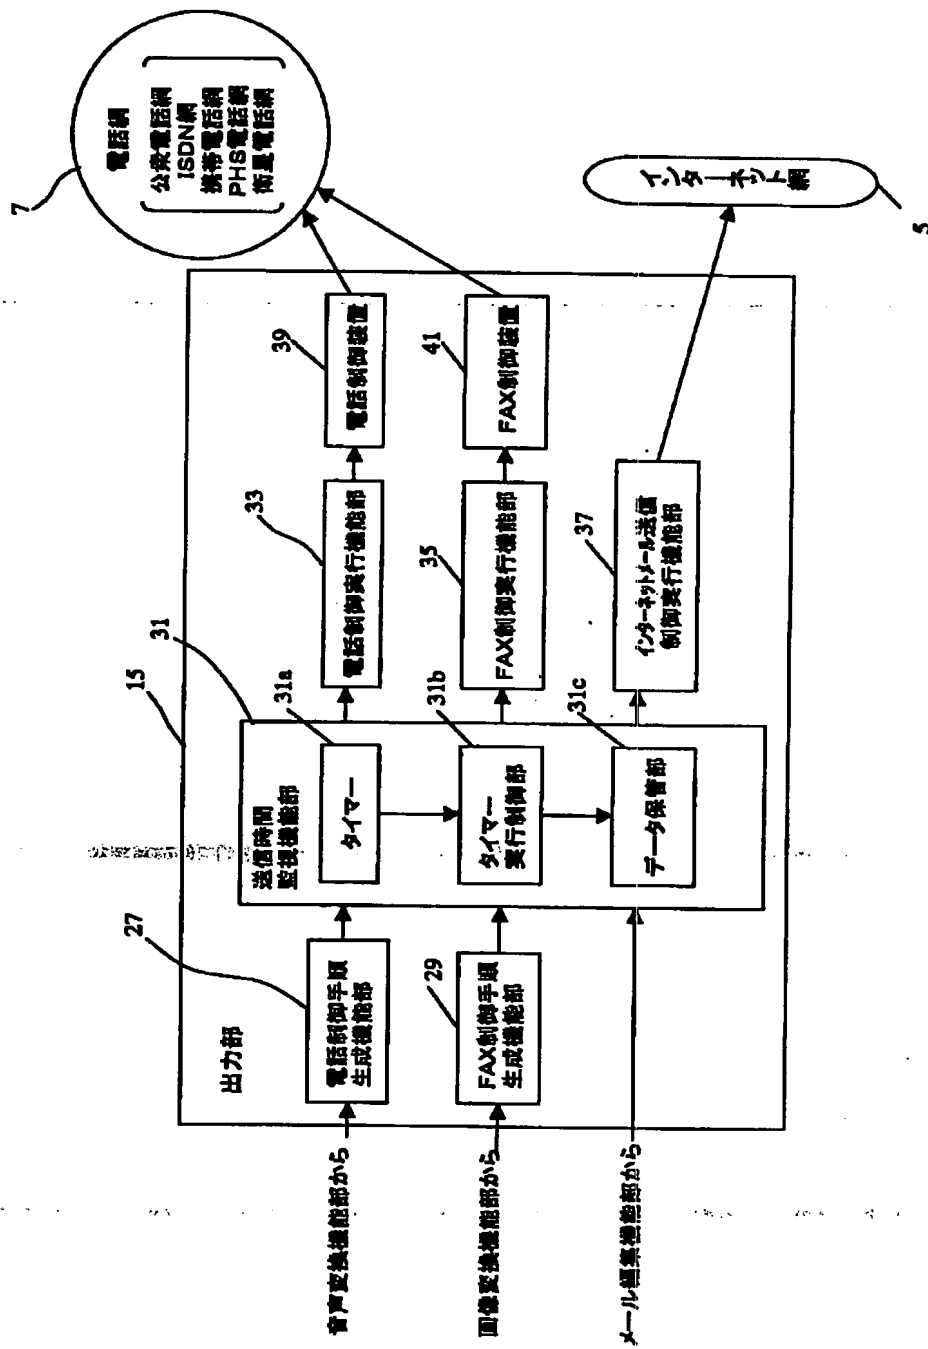 7
電話網
公衆電話網
ISDN網
携帯電話網
PHS電話網
衛星電話網
インターネット網
5
15
出力部
31
送信時間
監視機能部
音声変換機能部から
27
電話制御手順
生成機能部
31a
タイマー
33
電話制御実行機能部
39
電話制御装置
画像変換機能部から
29
FAX制御手順
生成機能部
31b
タイマー
実行制御部
35
FAX制御実行機能部
41
FAX制御装置
メール編集機能部から
31c
データ保管部
37
インターネットメール送信
制御実行機能部